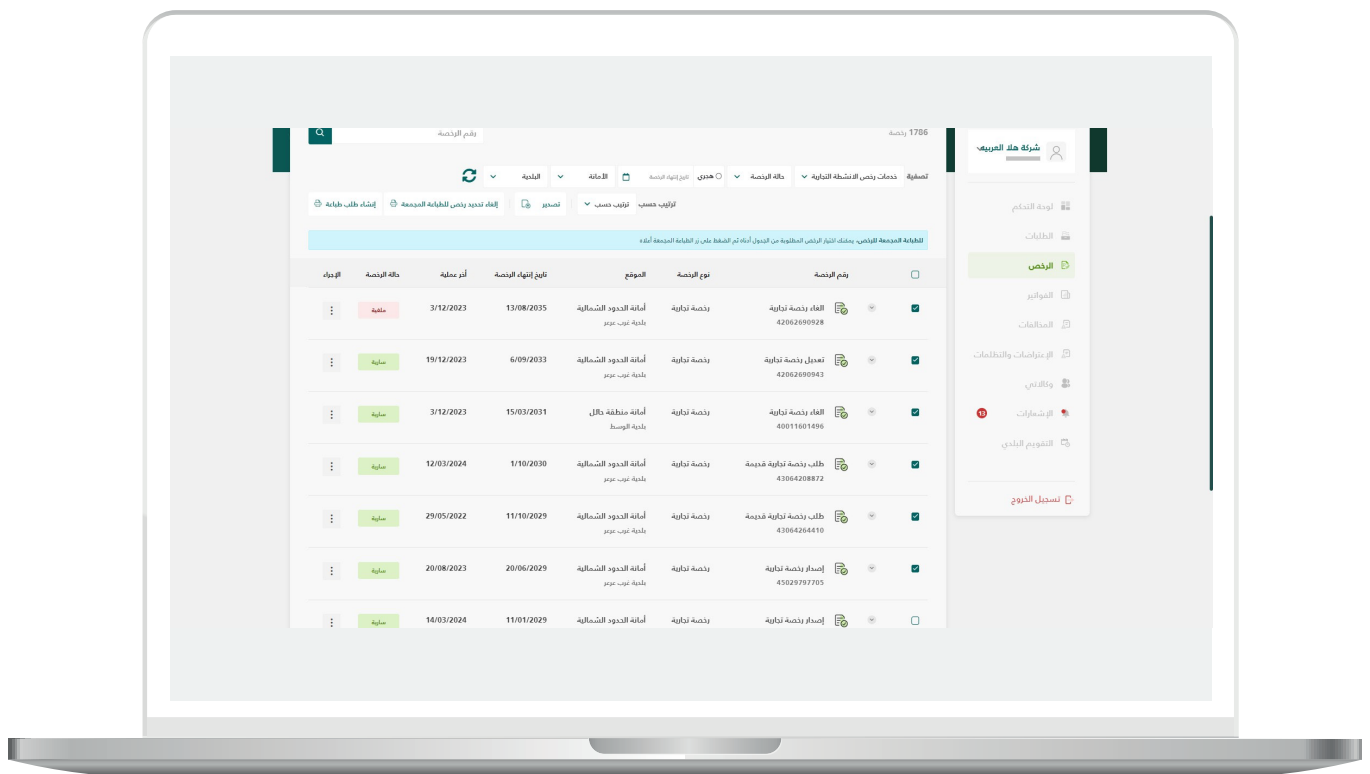 شركة هلا العربيه
لوحة التحكم
الطلبات
الرخص
الفواتير
المخالفات
الإعتراضات والتظلمات
وكالاتي
الإشعارات 13
التقويم البلدي
تسجيل الخروج
1786 رخصة
رقم الرخصة
تصفية خدمات رخص الانشطة التجارية حالة الرخصة هجري تاريخ إنتهاء الرخصة الأمانة البلدية
ترتيب حسب ترتيب حسب تصدير إلغاء تحديد رخص للطباعة المجمعة إنشاء طلب طباعة
للطباعة المجمعة للرخص، يمكنك اختيار الرخص المطلوبة من الجدول أدناه ثم الضغط على زر الطباعة المجمعة أعلاه
رقم الرخصة نوع الرخصة الموقع تاريخ إنتهاء الرخصة أخر عملية حالة الرخصة الإجراء
الغاء رخصة تجارية رخصة تجارية أمانة الحدود الشمالية 13/08/2035 3/12/2023 ملغية
42062690928 بلدية غرب عرعر
تعديل رخصة تجارية رخصة تجارية أمانة الحدود الشمالية 6/09/2033 19/12/2023 سارية
42062690943 بلدية غرب عرعر
الغاء رخصة تجارية رخصة تجارية أمانة منطقة حائل 15/03/2031 3/12/2023 سارية
40011601496 بلدية الوسط
طلب رخصة تجارية قديمة رخصة تجارية أمانة الحدود الشمالية 1/10/2030 12/03/2024 سارية
43064208872 بلدية غرب عرعر
طلب رخصة تجارية قديمة رخصة تجارية أمانة الحدود الشمالية 11/10/2029 29/05/2022 سارية
43064264410 بلدية غرب عرعر
إصدار رخصة تجارية رخصة تجارية أمانة الحدود الشمالية 20/06/2029 20/08/2023 سارية
45029797705 بلدية غرب عرعر
إصدار رخصة تجارية رخصة تجارية أمانة الحدود الشمالية 11/01/2029 14/03/2024 سارية